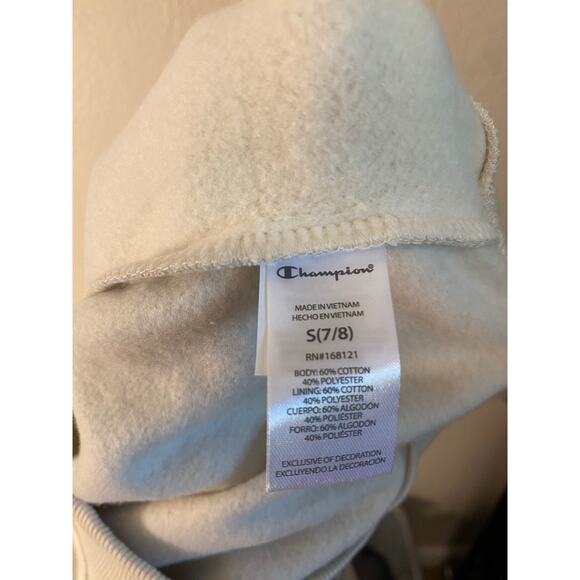 Champion
MADE IN VIETNAM
HECHO EN VIETNAM
S(7/8)
RN#168121
BODY: 60% COTTON
40% POLYESTER
LINING: 60% COTTON
40% POLYESTER
CUERPO: 60% ALGODÓN
40% POLIÉSTER
FORRO: 60% ALGODÓN
40% POLIÉSTER
EXCLUSIVE OF DECORATION
EXCLUYENDO LA DECORACIÓN